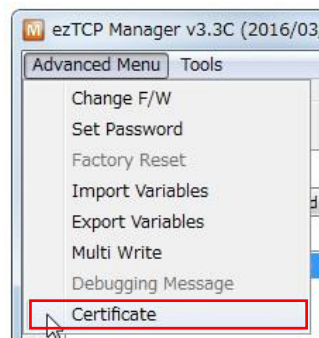 ezTCP Manager v3.3C (2016/03
Advanced Menu Tools
Change F/W
Set Password
Factory Reset
Import Variables
Export Variables
Multi Write
Debugging Message
Certificate